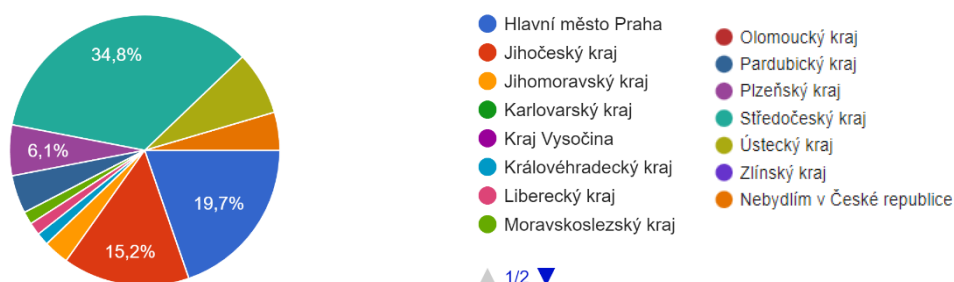 34,8%
6,1%
19,7%
15,2%
Hlavní město Praha
Jihočeský kraj
Jihomoravský kraj
Karlovarský kraj
Kraj Vysočina
Královéhradecký kraj
Liberecký kraj
Moravskoslezský kraj
1/2
Olomoucký kraj
Pardubický kraj
Plzeňský kraj
Středočeský kraj
Ústecký kraj
Zlínský kraj
Nebydlím v České republice